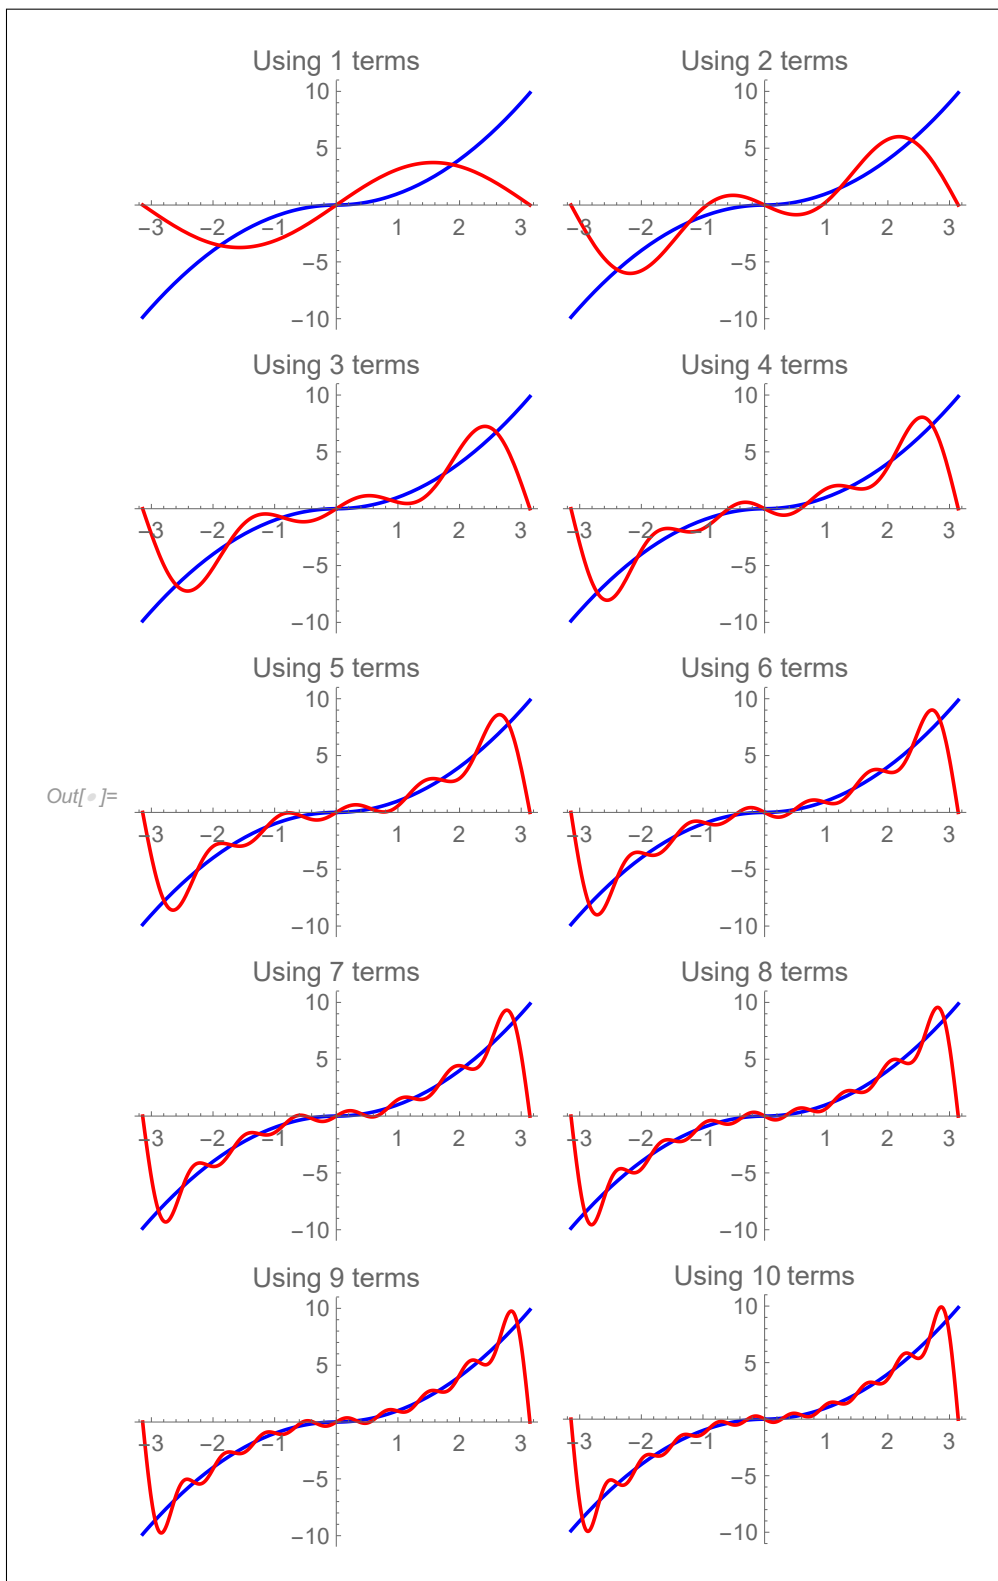 Using 1 terms
10
5
−3 −2 −1 1 2 3
−5
−10
Using 2 terms
10
5
−3 −2 −1 1 2 3
−5
−10
Using 3 terms
10
5
−3 −2 −1 1 2 3
−5
−10
Using 4 terms
10
5
−3 −2 −1 1 2 3
−5
−10
Out[•]=
Using 5 terms
10
5
−3 −2 −1 1 2 3
−5
−10
Using 6 terms
10
5
−3 −2 −1 1 2 3
−5
−10
Using 7 terms
10
5
−3 −2 −1 1 2 3
−5
−10
Using 8 terms
10
5
−3 −2 −1 1 2 3
−5
−10
Using 9 terms
10
5
−3 −2 −1 1 2 3
−5
−10
Using 10 terms
10
5
−3 −2 −1 1 2 3
−5
−10